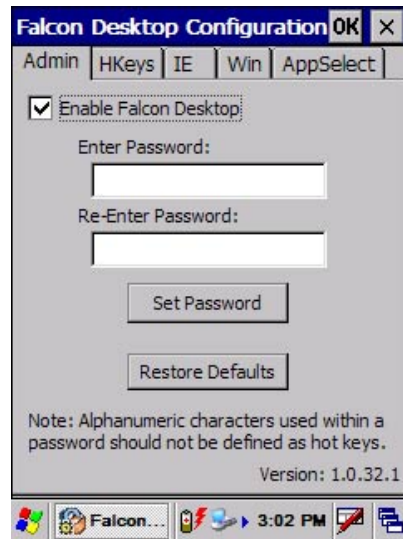 Falcon Desktop Configuration OK ×
Admin HKeys IE Win AppSelect
Enable Falcon Desktop
Enter Password:
Re-Enter Password:
Set Password
Restore Defaults
Note: Alphanumeric characters used within a
password should not be defined as hot keys.
Version: 1.0.32.1
Falcon... 3:02 PM